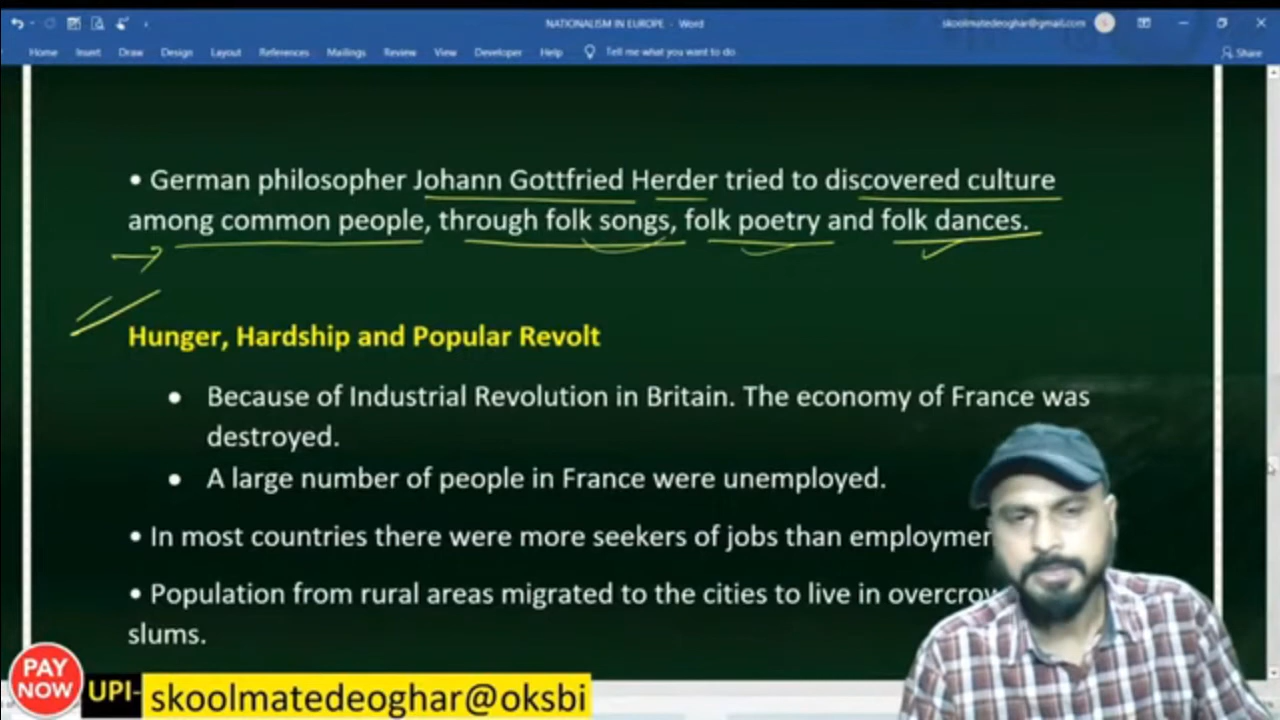 NATIONALISM IN EUROPE - Word
skoolmatedeoghar@gmail.com
Home Insert Draw Design Layout References Mailings Review View Developer Help Tell me what you want to do
Share
• German philosopher Johann Gottfried Herder tried to discovered culture
among common people, through folk songs, folk poetry and folk dances.
Hunger, Hardship and Popular Revolt
• Because of Industrial Revolution in Britain. The economy of France was
destroyed.
• A large number of people in France were unemployed.
• In most countries there were more seekers of jobs than employmen
• Population from rural areas migrated to the cities to live in overcrov
slums.
PAY
NOW
UPI- skoolmatedeoghar@oksbi